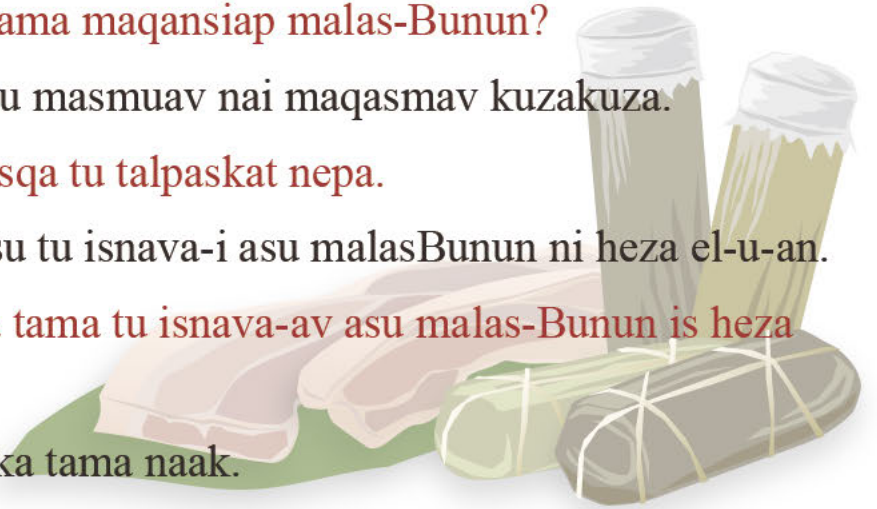 ama maqansiap malas-Bunun?
u masmuav nai maqasmav kuzakuza.
sqa tu talpaskat nepa.
su tu isnava-i asu malasBunun ni heza el-u-an.
tama tu isnava-av asu malas-Bunun is heza
ka tama naak.